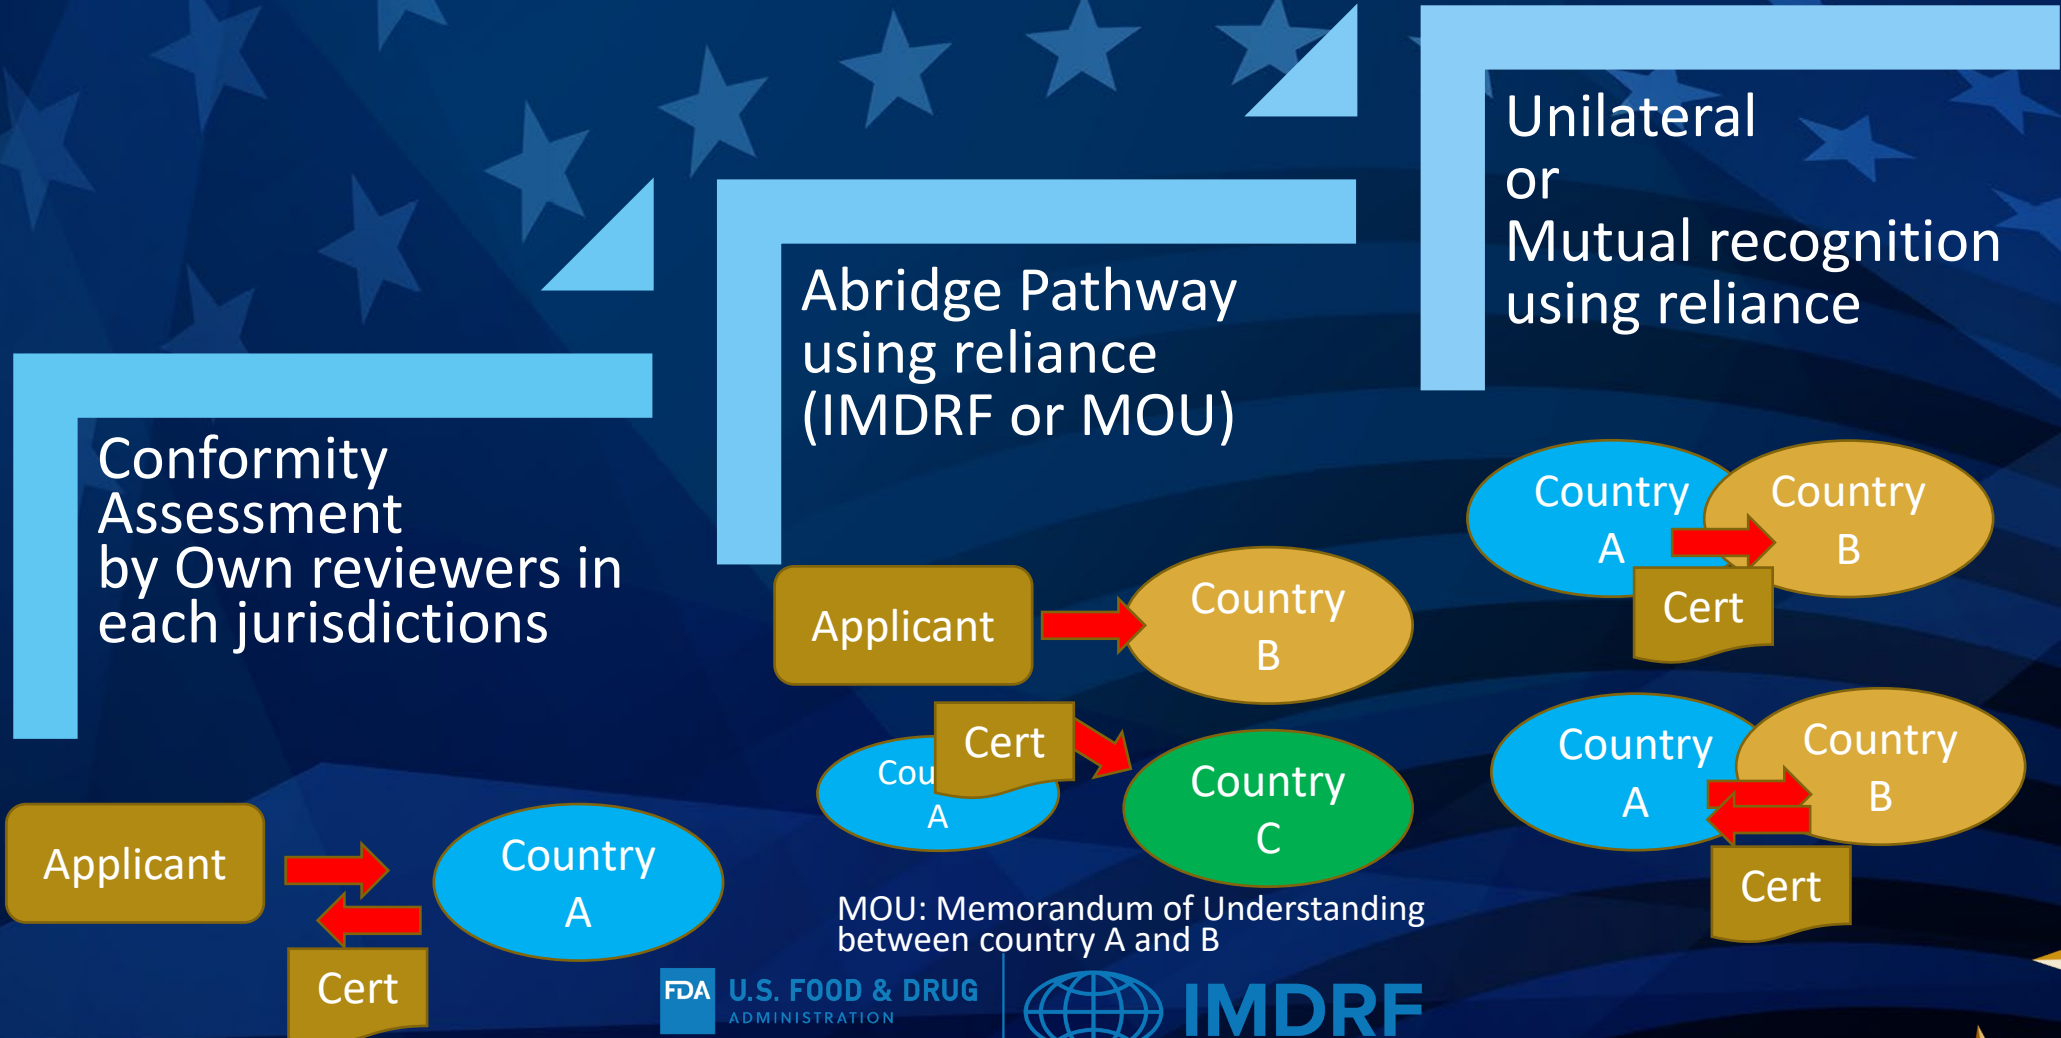 Conformity
Assessment
by Own reviewers in
each jurisdictions
Applicant
Country
A
Cert
Abridge Pathway
using reliance
(IMDRF or MOU)
Applicant
Country
B
Cou
A
Cert
Country
C
MOU: Memorandum of Understanding
between country A and B
Unilateral
or
Mutual recognition
using reliance
Country
A
Country
B
Cert
Country
A
Country
B
Cert
FDA
U.S. FOOD & DRUG
ADMINISTRATION
IMDRF